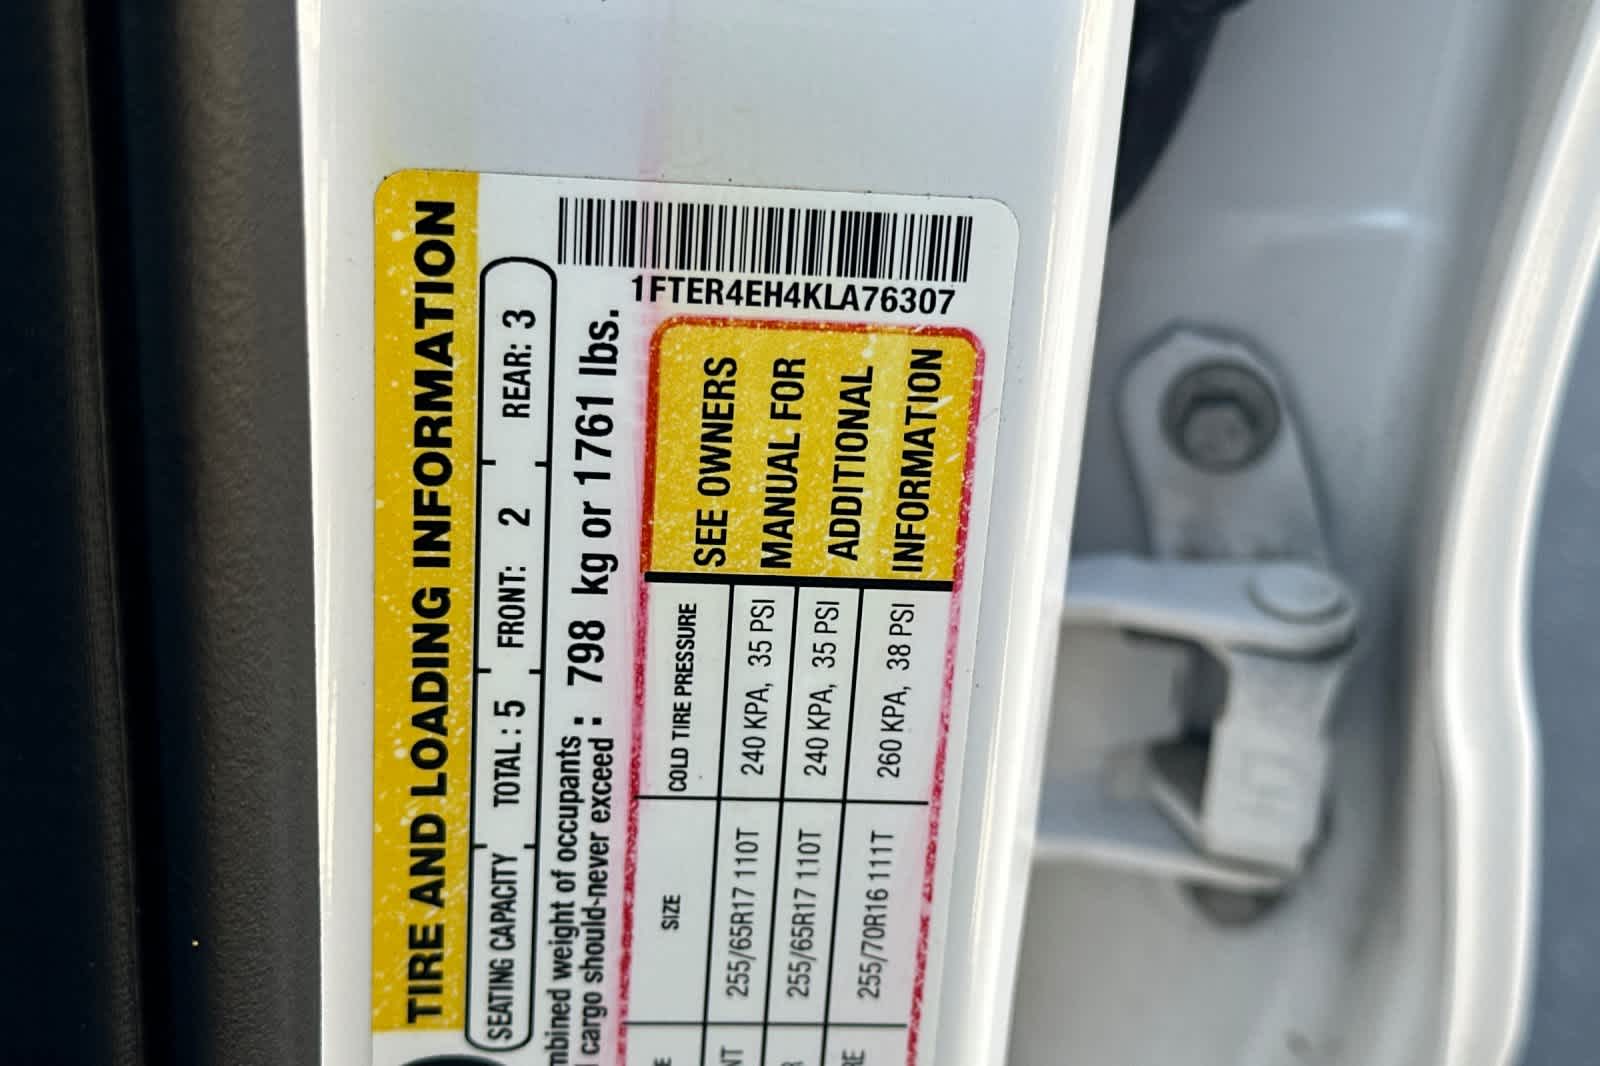 1FTER4EH4KLA76307
TIRE AND LOADING INFORMATION
SEATING CAPACITY TOTAL : 5 FRONT: 2 REAR: 3
weight of occupants : 798 kg or 1761 lbs.
cargo should never exceed
SIZE COLD TIRE PRESSURE
255/65R17 110T 240 KPA, 35 PSI
255/65R17 110T 240 KPA, 35 PSI
255/70R16 111T 260 KPA, 38 PSI
SEE OWNERS
MANUAL FOR
ADDITIONAL
INFORMATION